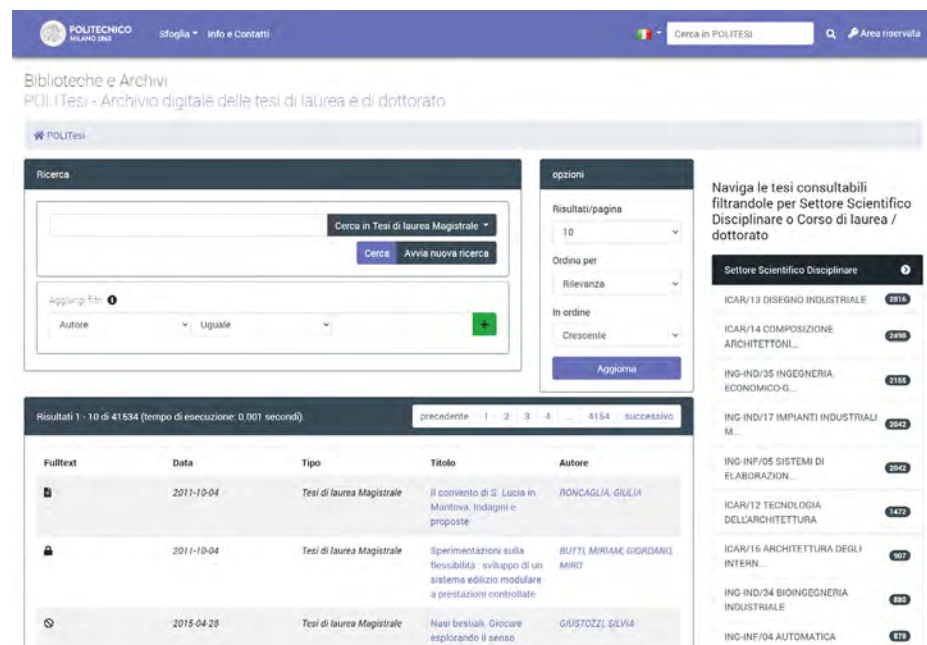 POLITECNICO
MILANO 1863
Sfoglia
Info e Contatti
Cerca in POLITESI
Area riservata
Biblioteche e Archivi
POLITesi - Archivio digitale delle tesi di laurea e di dottorato
POLITesi
Ricerca
Cerca in Tesi di laurea Magistrale
Cerca
Avvia nuova ricerca
Aggiungi filtri
Autore
Uguale
+
opzioni
Risultati/pagina
10
Ordina per
Rilevanza
In ordine
Crescente
Aggiorna
Naviga le tesi consultabili
filtrandole per Settore Scientifico
Disciplinare o Corso di laurea /
dottorato
Settore Scientifico Disciplinare
ICAR/13 DISEGNO INDUSTRIALE 2816
ICAR/14 COMPOSIZIONE
ARCHITETTONI... 2498
ING-IND/35 INGEGNERIA
ECONOMICO-G... 2155
ING-IND/17 IMPIANTI INDUSTRIALI
M... 2042
ING-INF/05 SISTEMI DI
ELABORAZION... 2042
ICAR/12 TECNOLOGIA
DELL'ARCHITETTURA 1472
ICAR/16 ARCHITETTURA DEGLI
INTERN... 907
ING-IND/34 BIOINGEGNERIA
INDUSTRIALE 880
ING-INF/04 AUTOMATICA 879
Risultati 1 - 10 di 41534 (tempo di esecuzione: 0.001 secondi).
precedente 1 2 3 4 ... 4154 successivo
Fulltext Data Tipo Titolo Autore
2011-10-04 Tesi di laurea Magistrale Il convento di S. Lucia in RONCAGLIA, GIULIA
Mantova. Indagini e
proposte
2011-10-04 Tesi di laurea Magistrale Sperimentazioni sulla BUTTI, MIRIAM; GIORDANO,
flessibilità : sviluppo di un MIRO
sistema edilizio modulare
a prestazioni controllate
2015-04-28 Tesi di laurea Magistrale Nasi bestiali. Giocare GIUSTOZZI, SILVIA
esplorando il senso